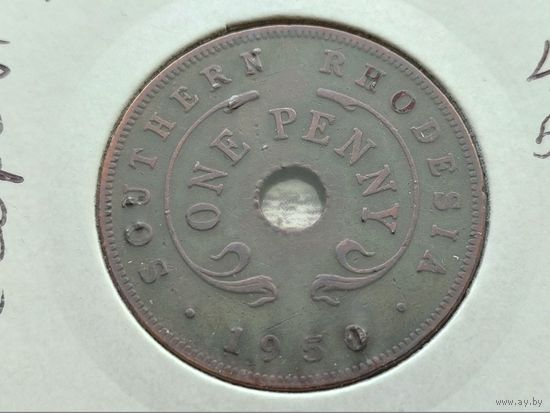 SOUTHERN RHODESIA
ONE PENNY
· 1950 ·
www.ay.by